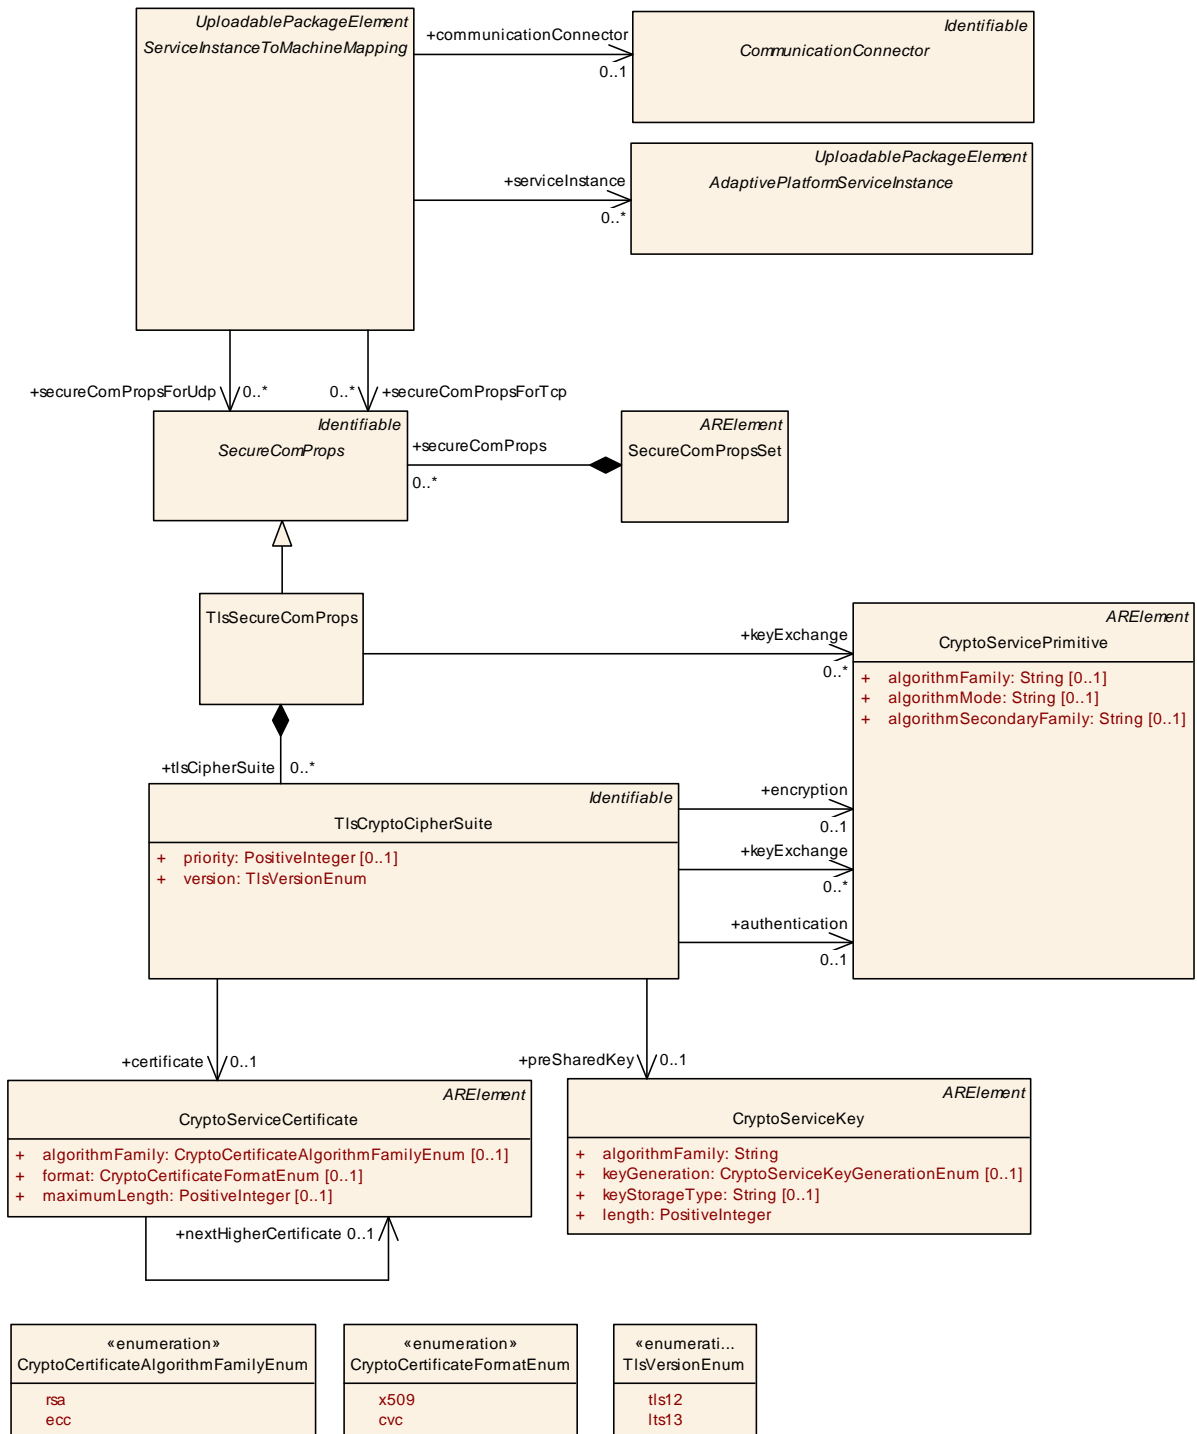 UploadablePackageElement
ServiceInstanceToMachineMapping
+communicationConnector
0..1
Identifiable
CommunicationConnector
+serviceInstance
0..*
UploadablePackageElement
AdaptivePlatformServiceInstance
+secureComPropsForUdp
0..*
0..*
+secureComPropsForTcp
Identifiable
SecureComProps
+secureComProps
0..*
ARElement
SecureComPropsSet
TlsSecureComProps
+keyExchange
0..*
ARElement
CryptoServicePrimitive
+ algorithmFamily: String [0..1]
+ algorithmMode: String [0..1]
+ algorithmSecondaryFamily: String [0..1]
+tlsCipherSuite
0..*
Identifiable
TlsCryptoCipherSuite
+ priority: PositiveInteger [0..1]
+ version: TlsVersionEnum
+encryption
0..1
+keyExchange
0..*
+authentication
0..1
+certificate
0..1
+preSharedKey
0..1
ARElement
CryptoServiceCertificate
+ algorithmFamily: CryptoCertificateAlgorithmFamilyEnum [0..1]
+ format: CryptoCertificateFormatEnum [0..1]
+ maximumLength: PositiveInteger [0..1]
+nextHigherCertificate 0..1
ARElement
CryptoServiceKey
+ algorithmFamily: String
+ keyGeneration: CryptoServiceKeyGenerationEnum [0..1]
+ keyStorageType: String [0..1]
+ length: PositiveInteger
«enumeration»
CryptoCertificateAlgorithmFamilyEnum
rsa
ecc
«enumeration»
CryptoCertificateFormatEnum
x509
cvc
«enumerati...
TlsVersionEnum
tls12
lts13